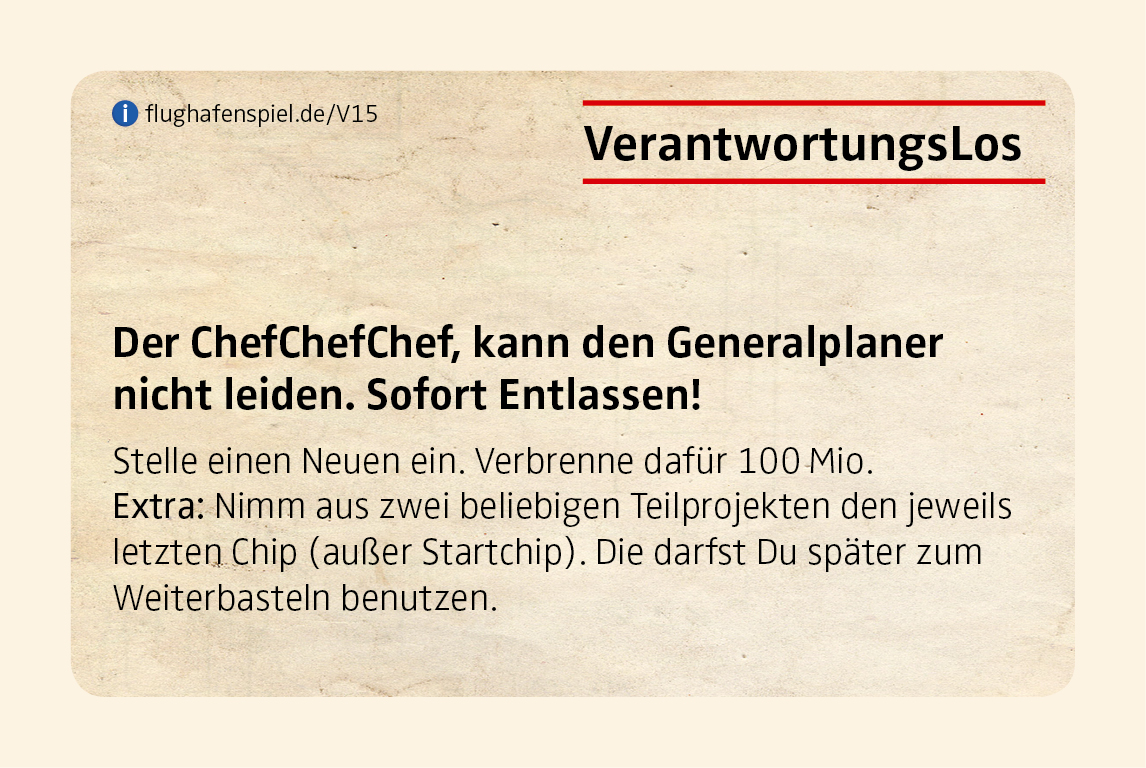 i flughafenspiel.de/V15
VerantwortungsLos
Der ChefChefChef, kann den Generalplaner
nicht leiden. Sofort Entlassen!
Stelle einen Neuen ein. Verbrenne dafür 100 Mio.
Extra: Nimm aus zwei beliebigen Teilprojekten den jeweils
letzten Chip (außer Startchip). Die darfst Du später zum
Weiterbasteln benutzen.